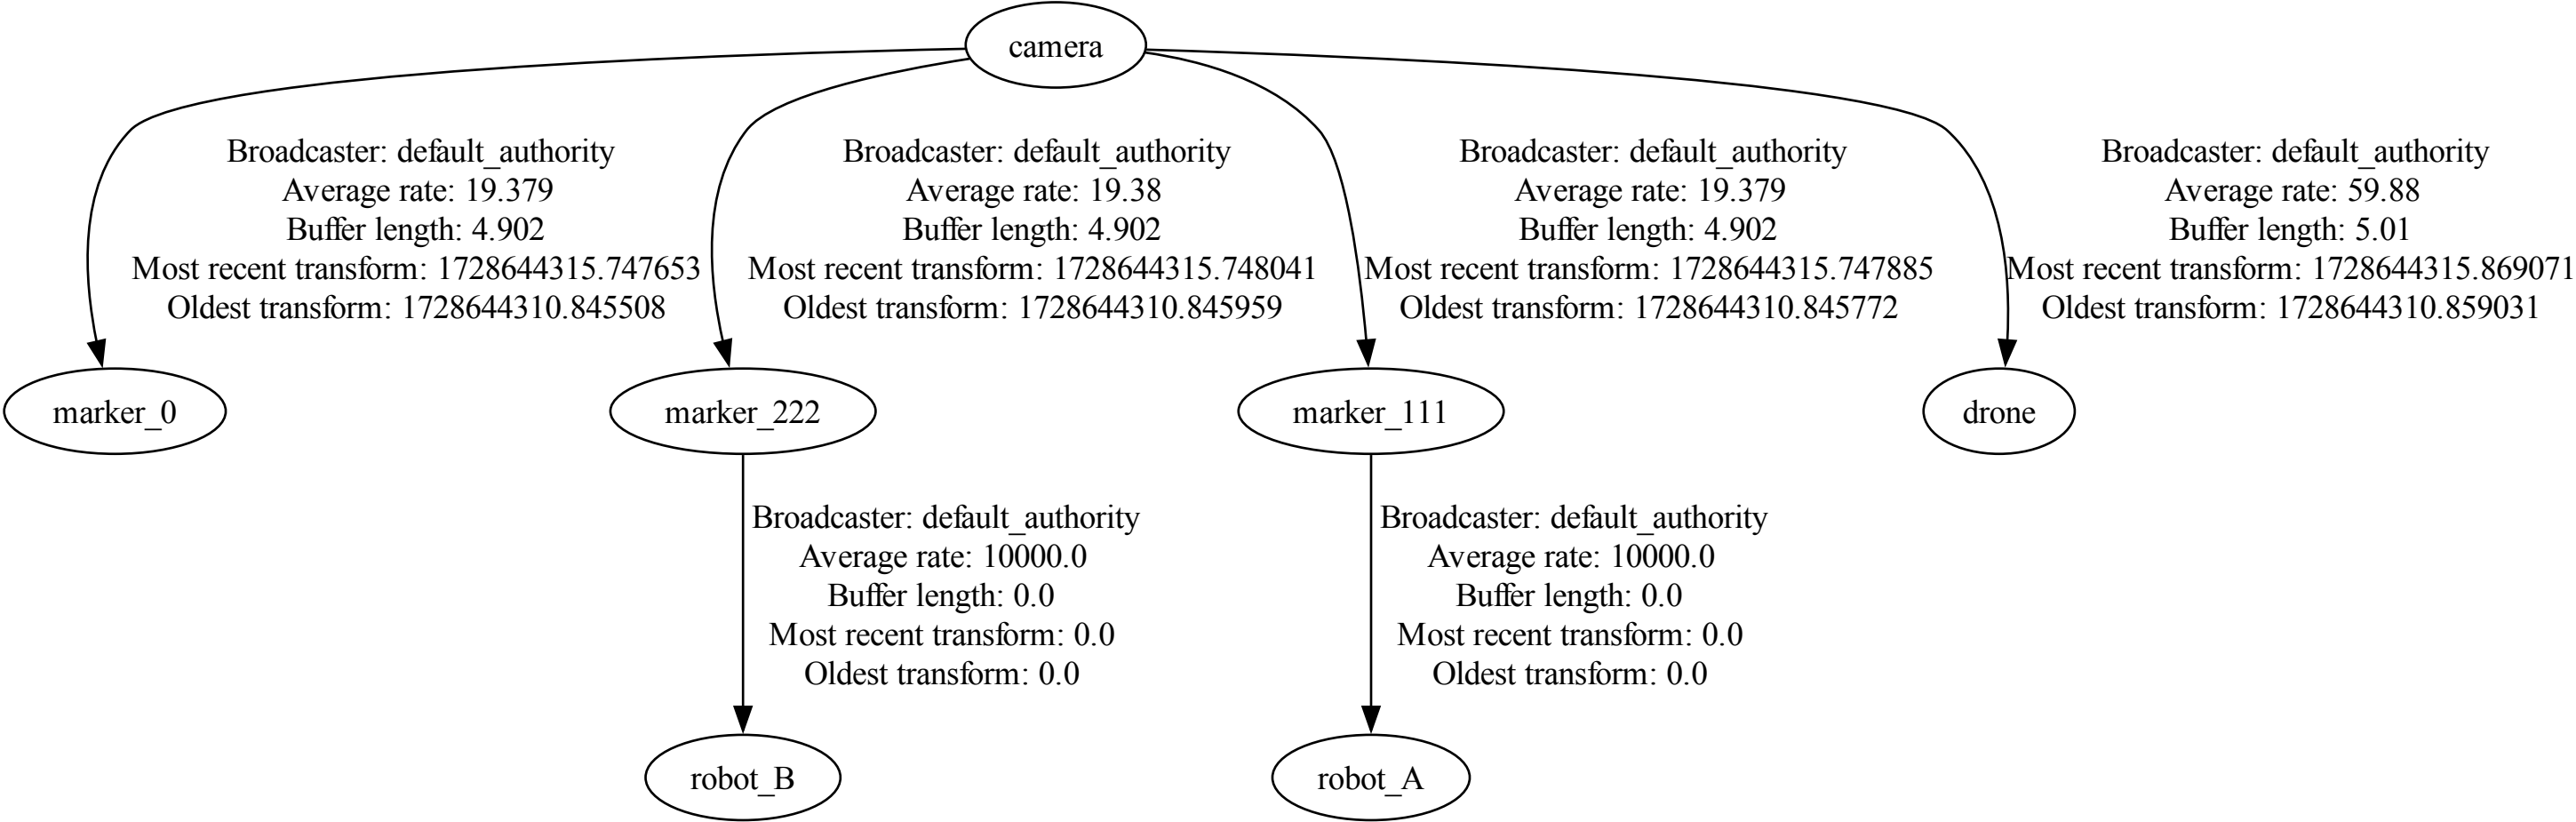 camera
Broadcaster: default_authority
Average rate: 19.379
Buffer length: 4.902
Most recent transform: 1728644315.747653
Oldest transform: 1728644310.845508
Broadcaster: default_authority
Average rate: 19.38
Buffer length: 4.902
Most recent transform: 1728644315.748041
Oldest transform: 1728644310.845959
Broadcaster: default_authority
Average rate: 19.379
Buffer length: 4.902
Most recent transform: 1728644315.747885
Oldest transform: 1728644310.845772
Broadcaster: default_authority
Average rate: 59.88
Buffer length: 5.01
Most recent transform: 1728644315.869071
Oldest transform: 1728644310.859031
marker_0
marker_222
marker_111
drone
Broadcaster: default_authority
Average rate: 10000.0
Buffer length: 0.0
Most recent transform: 0.0
Oldest transform: 0.0
Broadcaster: default_authority
Average rate: 10000.0
Buffer length: 0.0
Most recent transform: 0.0
Oldest transform: 0.0
robot_B
robot_A